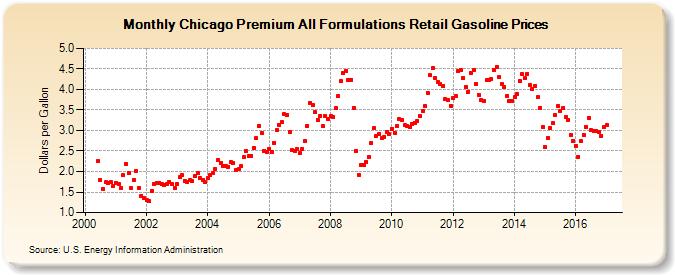 Monthly Chicago Premium All Formulations Retail Gasoline Prices
Dollars per Gallon
5.0
4.5
4.0
3.5
3.0
2.5
2.0
1.5
1.0
2000 2002 2004 2006 2008 2010 2012 2014 2016
Source: U.S. Energy Information Administration